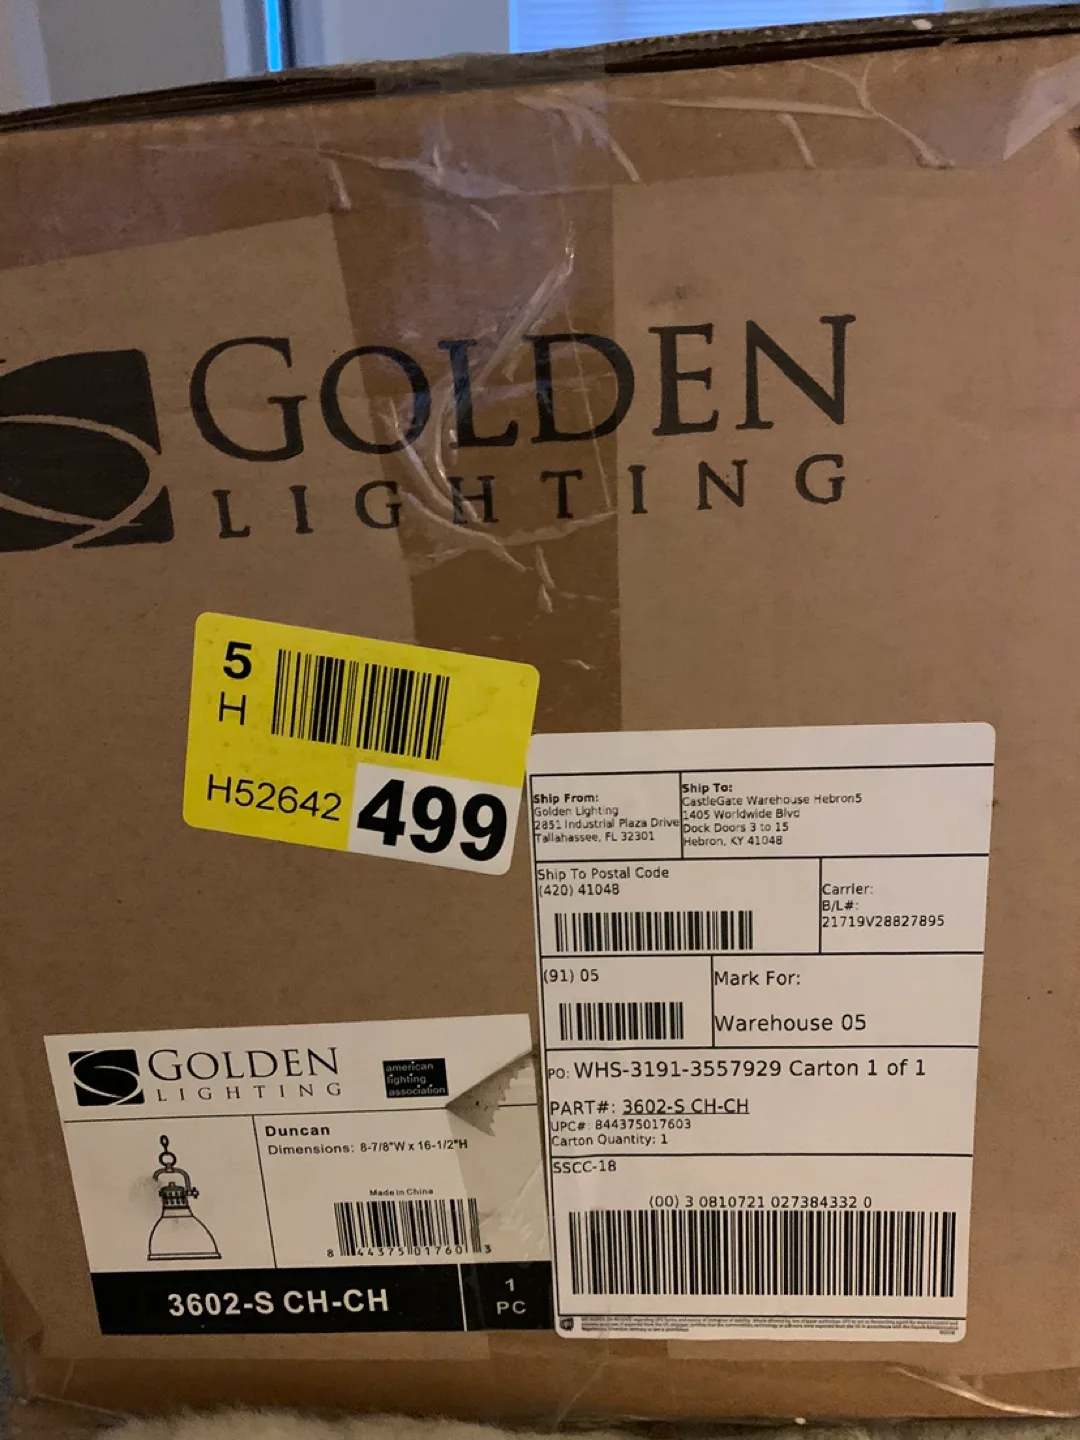 GOLDEN
LIGHTING
5
H
H52642
499
Ship From:
Golden Lighting
2851 Industrial Plaza Drive
Tallahassee, FL 32301
Ship To:
CastleGate Warehouse Hebron5
1405 Worldwide Blvd
Dock Doors 3 to 15
Hebron, KY 41048
Ship To Postal Code
(420) 41048
Carrier:
B/L#:
21719V28827895
(91) 05
Mark For:
Warehouse 05
PO: WHS-3191-3557929 Carton 1 of 1
PART#: 3602-S CH-CH
UPC#: 844375017603
Carton Quantity: 1
SSCC-18
(00) 3 0810721 027384332 0
GOLDEN
LIGHTING
american
lighting
association
Duncan
Dimensions: 8-7/8"W x 16-1/2"H
Made in China
8 44375 01760 3
3602-S CH-CH
1
PC